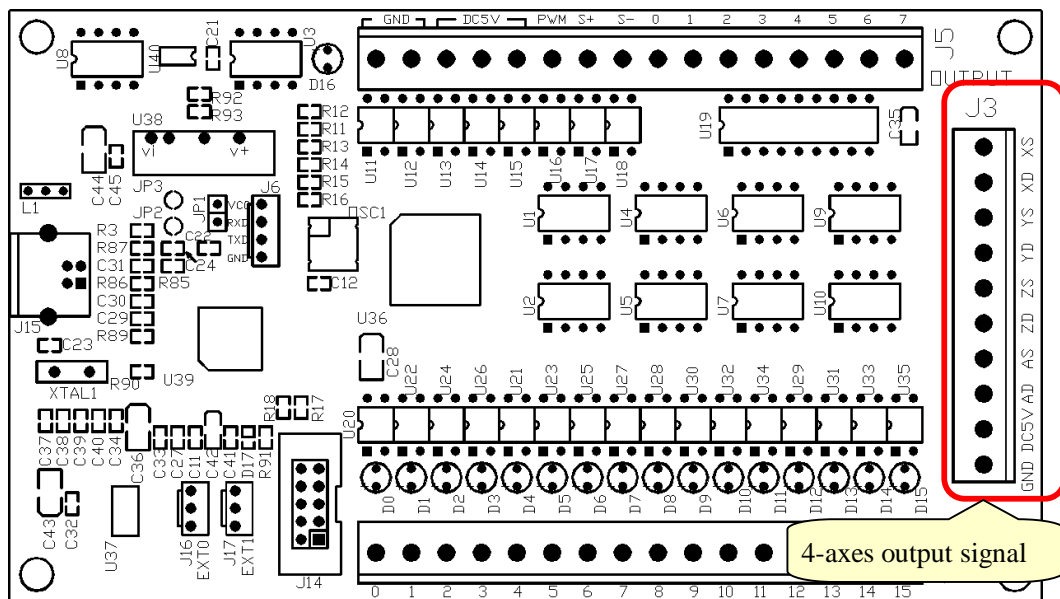 GND DC5V PWM S+ S- 0 1 2 3 4 5 6 7
J5
OUTPUT
U8
U40
C21
U3
D16
R92
R93
U38
vi v+
C44
C45
L1
JP3
JP2
JP1
J6
VCC
RXD
TXD
GND
R12
R11
R13
R14
R15
R16
OSC1
C12
U11 U12 U13 U14 U15 U16 U17 U18
U19
C35
U1 U4 U6 U9
U2 U5 U7 U10
J3
XS
XD
YS
YD
ZS
ZD
AS
AD
DC5V
GND
R3
R87
C31
R86
C30
C29
R89
C22
C24
R85
J15
C23
XTAL1
R90
U39
U36
C28
U20 U22 U24 U26 U21 U23 U25 U27 U28 U30 U32 U34 U29 U31 U33 U35
R18
R17
C37 C38 C39 C40 C34 C36 C33 C27 C11 C42 C41 D17 R91
C43
C32
U37
J16
EXT0
J17
EXT1
J14
D0 D1 D2 D3 D4 D5 D6 D7 D8 D9 D10 D11 D12 D13 D14 D15
0 1 2 3 4 5 6 7 8 9 10 11 12 13 14 15
4-axes output signal